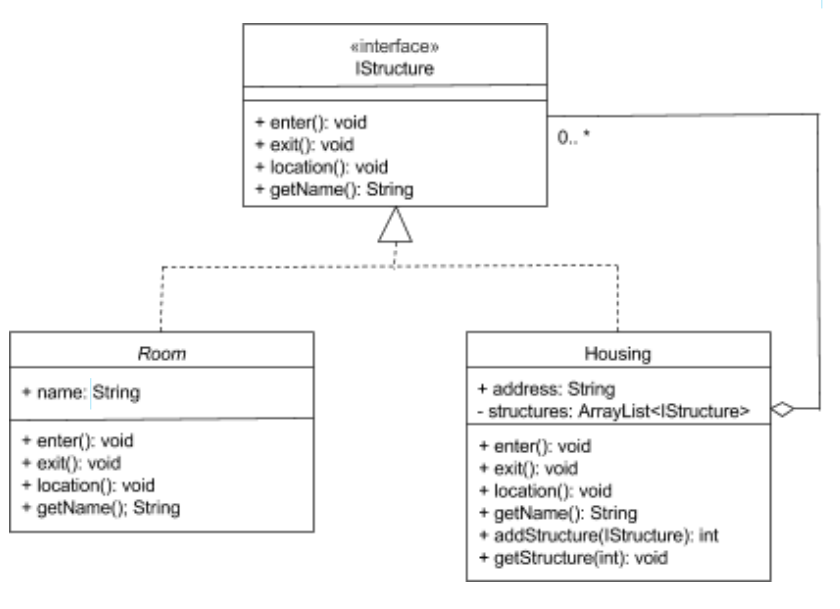 «interface»
IStructure
+ enter(): void
+ exit(): void
+ location(): void
+ getName(): String
0.. *
Room
+ name: String
+ enter(): void
+ exit(): void
+ location(): void
+ getName(); String
Housing
+ address: String
- structures: ArrayList<IStructure>
+ enter(): void
+ exit(): void
+ location(): void
+ getName(): String
+ addStructure(IStructure): int
+ getStructure(int): void